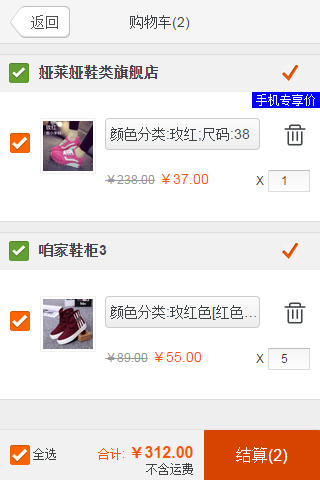 返回
购物车(2)
娅莱娅鞋类旗舰店
手机专享价
玫红
颜色分类:玫红;尺码:38
￥238.00 ￥37.00 X 1
咱家鞋柜3
颜色分类:玫红色[红色...
￥89.00 ￥55.00 X 5
全选
合计: ￥312.00
不含运费
结算(2)